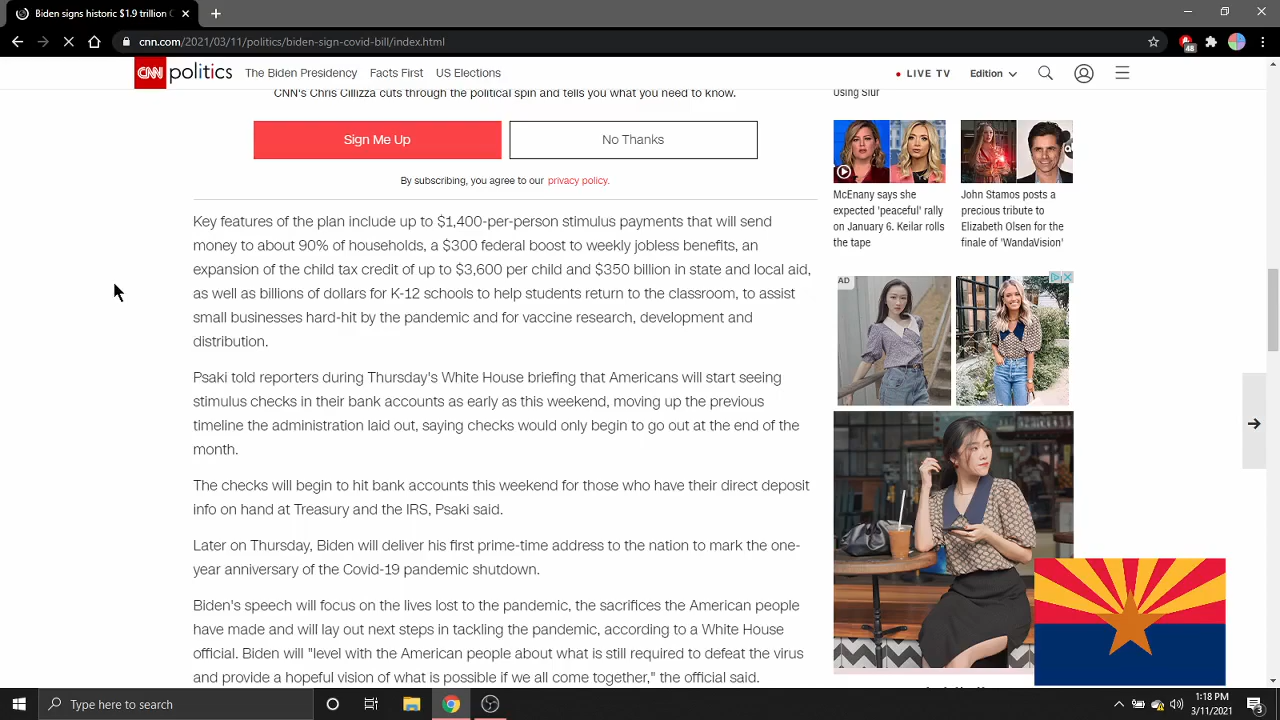 Biden signs historic $1.9 trillion
cnn.com/2021/03/11/politics/biden-sign-covid-bill/index.html
48
CNN politics The Biden Presidency Facts First US Elections
LIVE TV Edition
CNN's Chris Cillizza cuts through the political spin and tells you what you need to know.
Sign Me Up
No Thanks
By subscribing, you agree to our privacy policy.
Key features of the plan include up to $1,400-per-person stimulus payments that will send
money to about 90% of households, a $300 federal boost to weekly jobless benefits, an
expansion of the child tax credit of up to $3,600 per child and $350 billion in state and local aid,
as well as billions of dollars for K-12 schools to help students return to the classroom, to assist
small businesses hard-hit by the pandemic and for vaccine research, development and
distribution.
Psaki told reporters during Thursday's White House briefing that Americans will start seeing
stimulus checks in their bank accounts as early as this weekend, moving up the previous
timeline the administration laid out, saying checks would only begin to go out at the end of the
month.
The checks will begin to hit bank accounts this weekend for those who have their direct deposit
info on hand at Treasury and the IRS, Psaki said.
Later on Thursday, Biden will deliver his first prime-time address to the nation to mark the one-
year anniversary of the Covid-19 pandemic shutdown.
Biden's speech will focus on the lives lost to the pandemic, the sacrifices the American people
have made and will lay out next steps in tackling the pandemic, according to a White House
official. Biden will "level with the American people about what is still required to defeat the virus
and provide a hopeful vision of what is possible if we all come together," the official said.
Using Slur
McEnany says she
expected 'peaceful' rally
on January 6. Keilar rolls
the tape
John Stamos posts a
precious tribute to
Elizabeth Olsen for the
finale of 'WandaVision'
AD
Type here to search
1:18 PM
3/11/2021
3